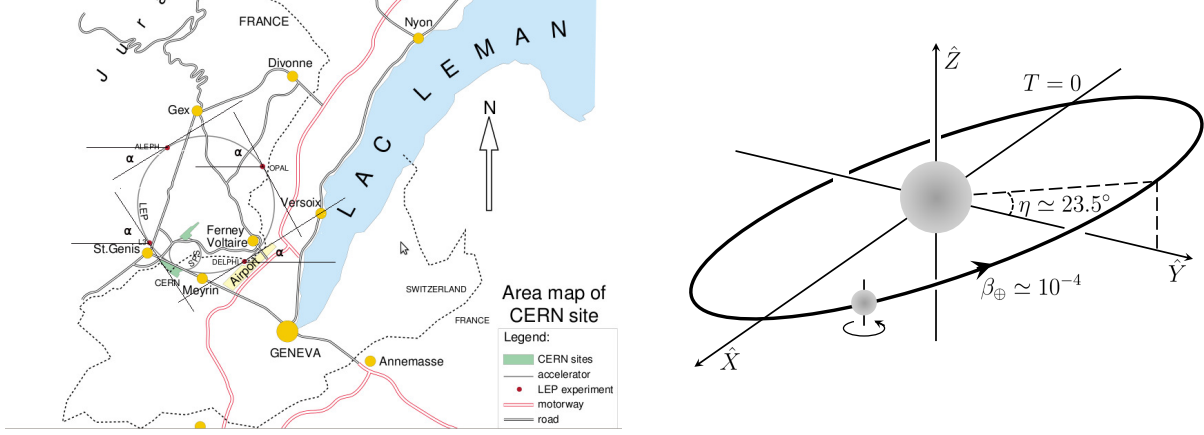 J u r a
FRANCE
Nyon
L A C L E M A N
Divonne
Gex
N
ALEPH
α
α
OPAL
LEP
Versoix
α
L3
St.Genis
Ferney
Voltaire
SPS
DELPHI
α
Airport
CERN
Meyrin
SWITZERLAND
FRANCE
GENEVA
Annemasse
Area map of
CERN site
Legend:
CERN sites
accelerator
LEP experiment
motorway
road
Ẑ
T = 0
η ≃ 23.5°
Ŷ
β⊕ ≃ 10⁻⁴
X̂